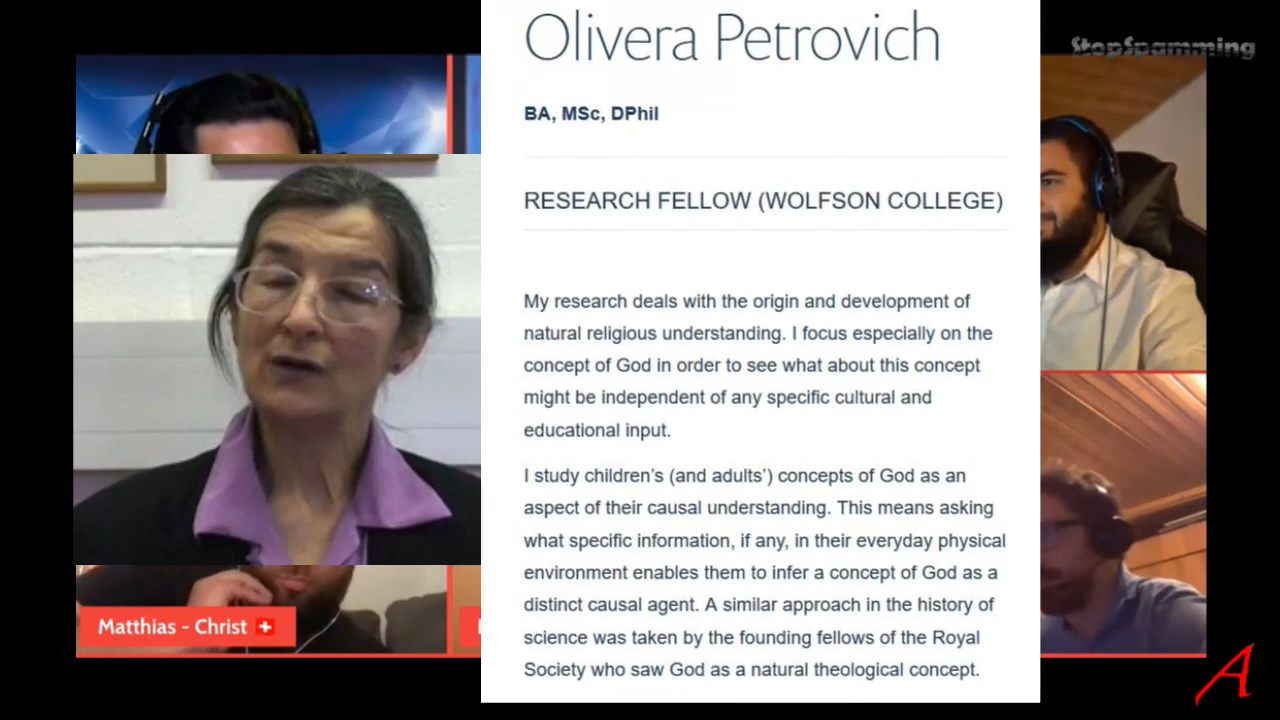 Olivera Petrovich
StopSpamming
BA, MSc, DPhil
RESEARCH FELLOW (WOLFSON COLLEGE)
My research deals with the origin and development of
natural religious understanding. I focus especially on the
concept of God in order to see what about this concept
might be independent of any specific cultural and
educational input.
I study children's (and adults') concepts of God as an
aspect of their causal understanding. This means asking
what specific information, if any, in their everyday physical
environment enables them to infer a concept of God as a
distinct causal agent. A similar approach in the history of
science was taken by the founding fellows of the Royal
Society who saw God as a natural theological concept.
Matthias - Christ
A